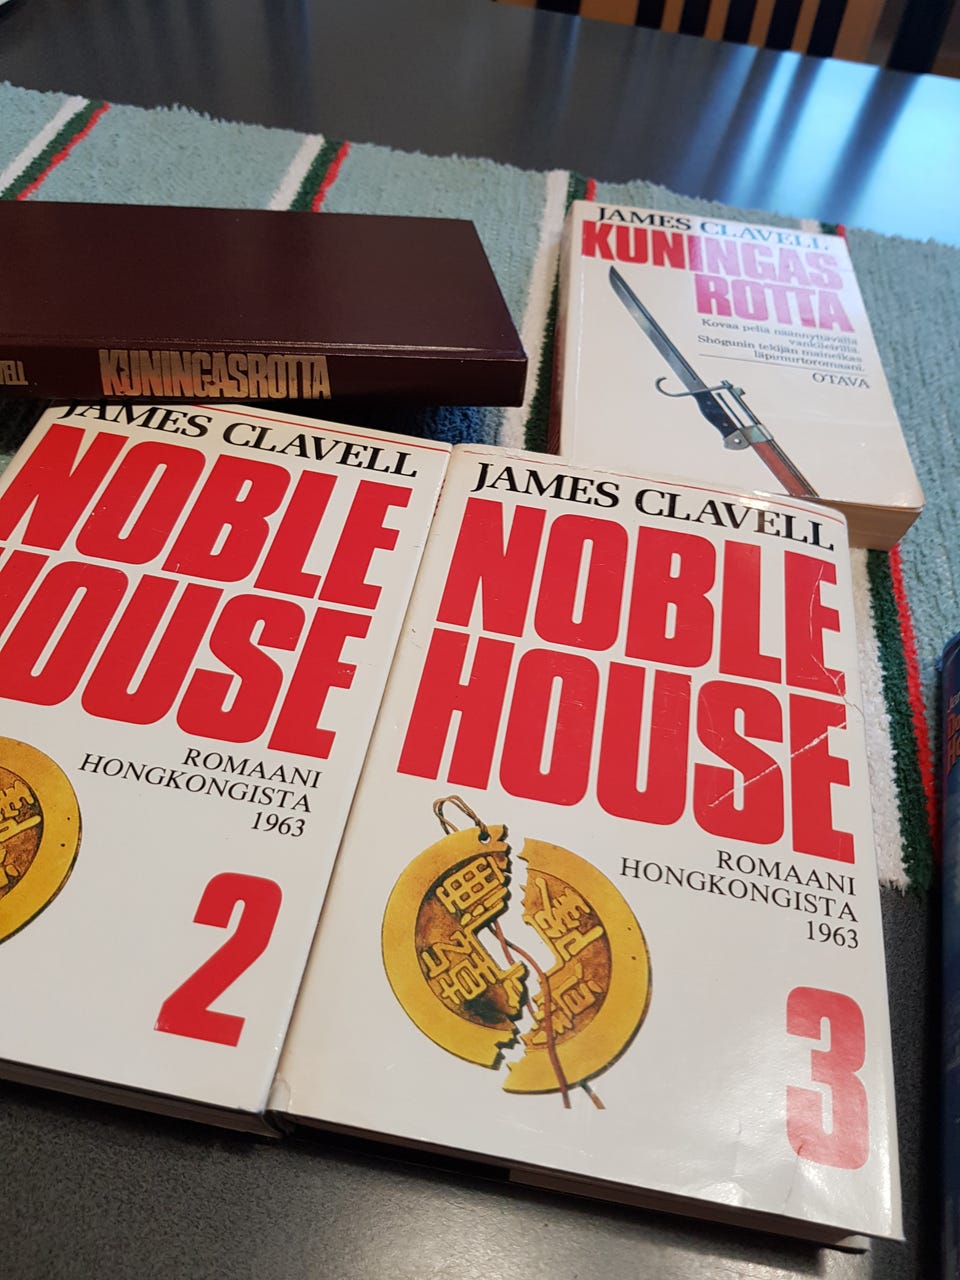 JAMES CLAVELL
KUNINGAS
ROTTA
Kovaa peliä näännyttävällä
vankileirillä.
Shōgunin tekijän maineikas
läpimurtoromaani.
OTAVA
KUNINGASROTTA
JAMES CLAVELL
NOBLE
HOUSE
ROMAANI
HONGKONGISTA
1963
2
JAMES CLAVELL
NOBLE
HOUSE
ROMAANI
HONGKONGISTA
1963
3